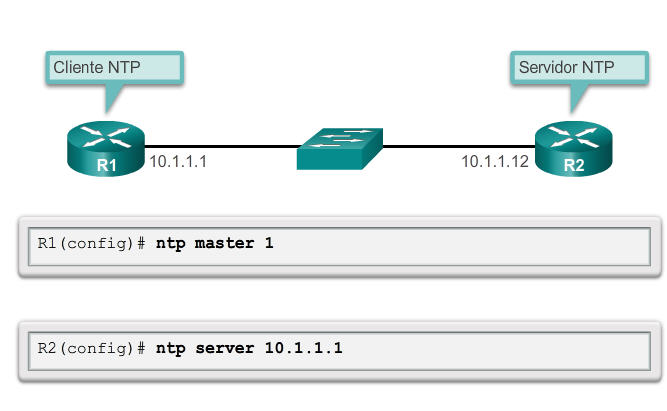 Cliente NTP
Servidor NTP
R1
10.1.1.1
10.1.1.12
R2
R1(config)# ntp master 1
R2(config)# ntp server 10.1.1.1